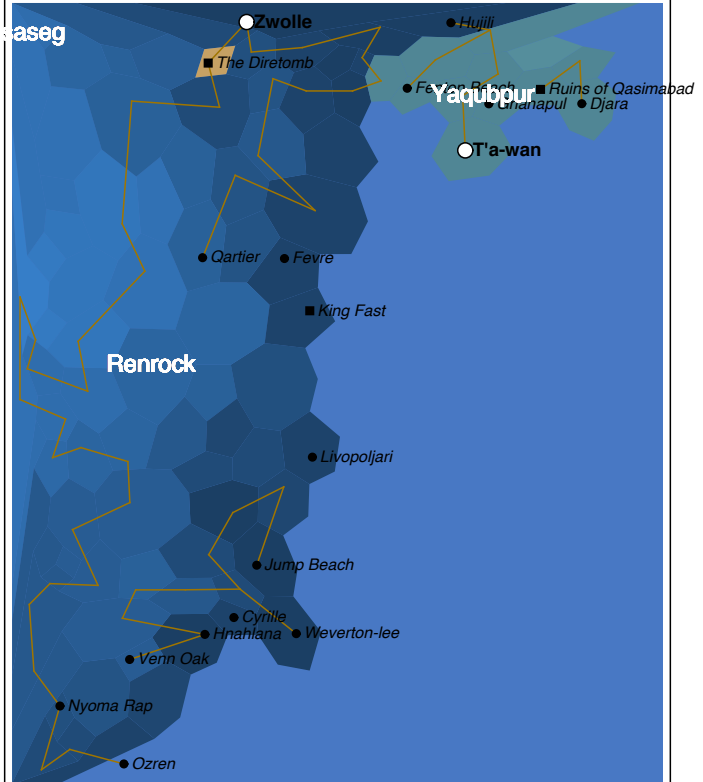 Zwolle
Hujili
saseg
The Diretomb
Fenton Beach
Yaqubpur
Ruins of Qasimabad
Ghanapul
Djara
T'a-wan
Qartier
Fevre
King Fast
Renrock
Livopoljari
Jump Beach
Cyrille
Hnahlana
Weverton-lee
Venn Oak
Nyoma Rap
Ozren